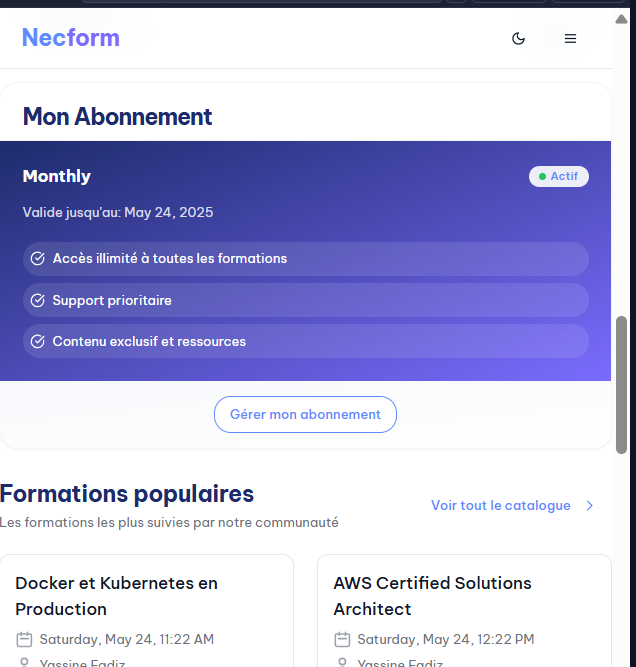 Necform
Mon Abonnement
Monthly
Actif
Valide jusqu'au: May 24, 2025
Accès illimité à toutes les formations
Support prioritaire
Contenu exclusif et ressources
Gérer mon abonnement
Formations populaires
Les formations les plus suivies par notre communauté
Voir tout le catalogue
Docker et Kubernetes en
Production
Saturday, May 24, 11:22 AM
Yassine Fadiz
AWS Certified Solutions
Architect
Saturday, May 24, 12:22 PM
Yassine Fadiz